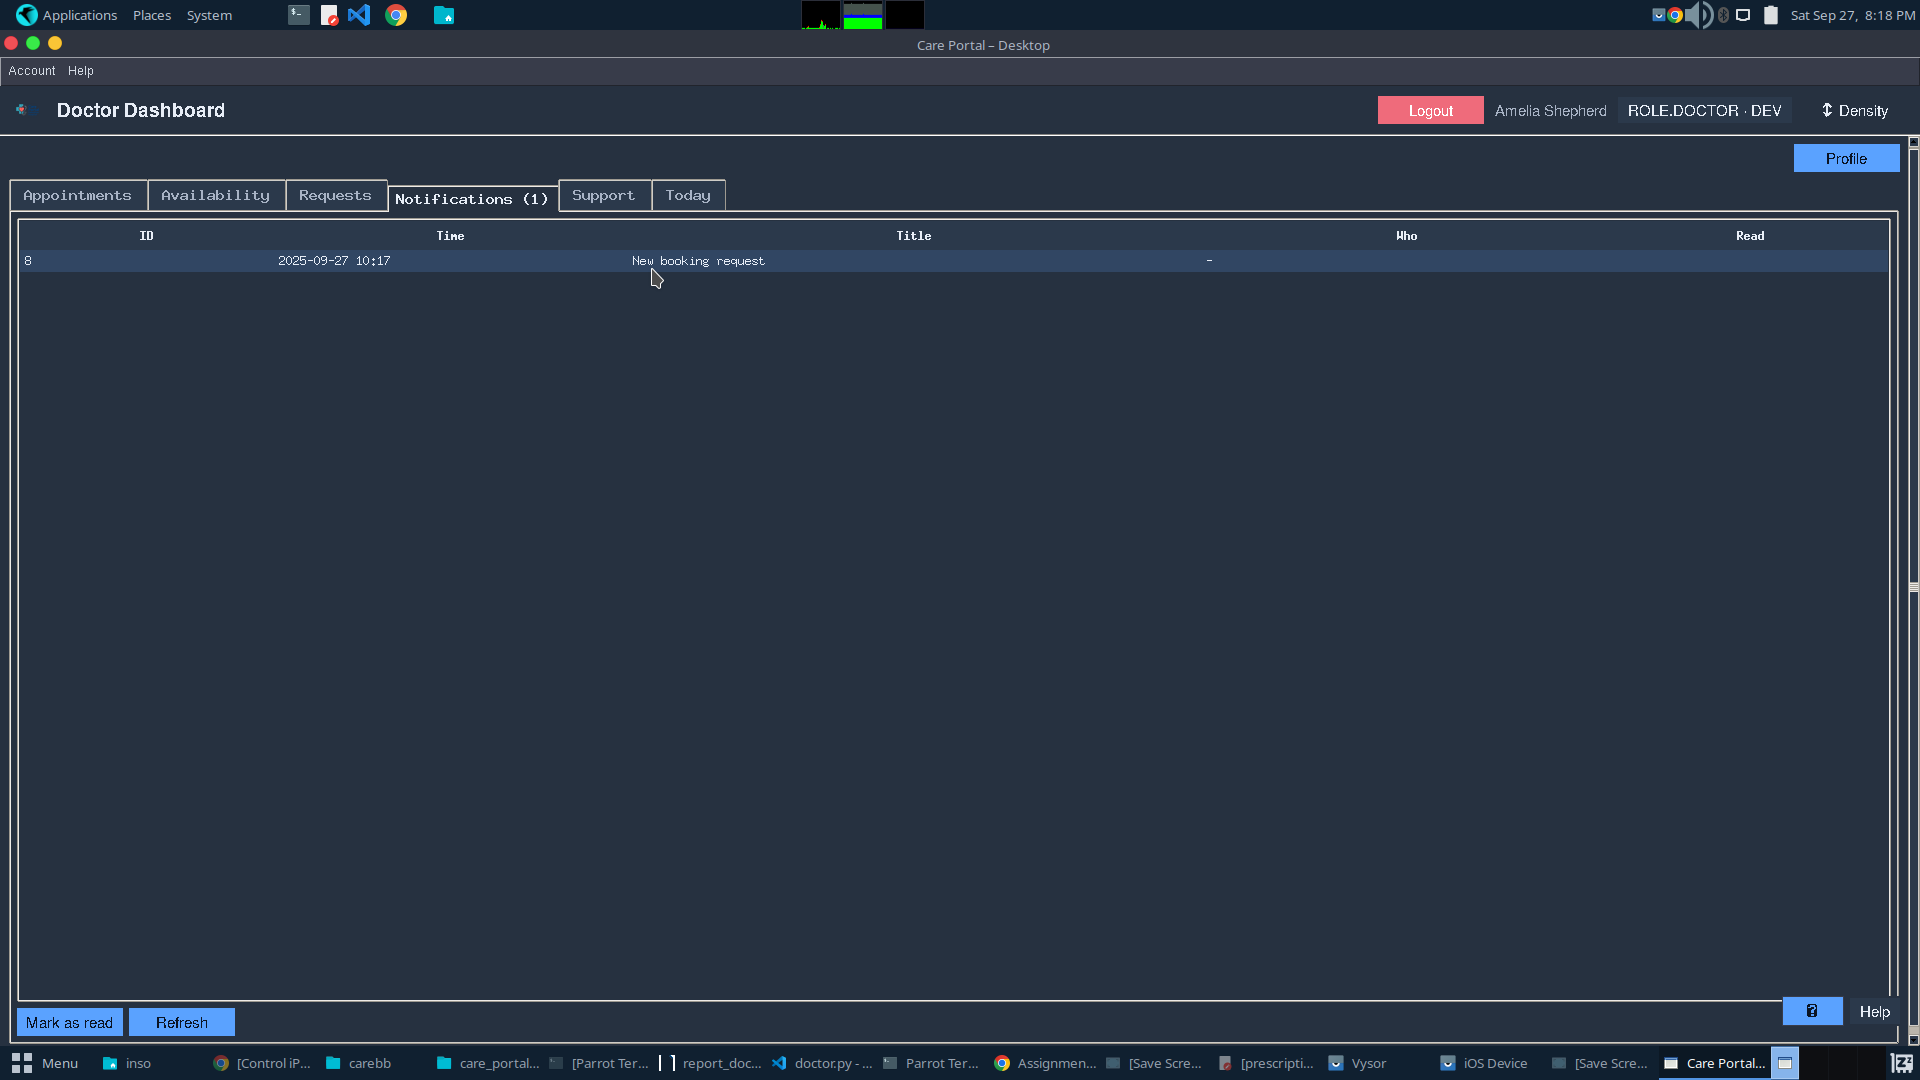 Applications Places System
Sat Sep 27, 8:18 PM
Care Portal – Desktop
Account Help
Doctor Dashboard
Logout Amelia Shepherd ROLE.DOCTOR · DEV ↕ Density
Profile
Appointments Availability Requests Notifications (1) Support Today
ID Time Title Who Read
8 2025-09-27 10:17 New booking request -
? Help
Mark as read Refresh
Menu inso [Control iP... carebb care_portal... [Parrot Ter... report_doc... doctor.py - ... Parrot Ter... Assignmen... [Save Scre... [prescripti... Vysor iOS Device [Save Scre... Care Portal...